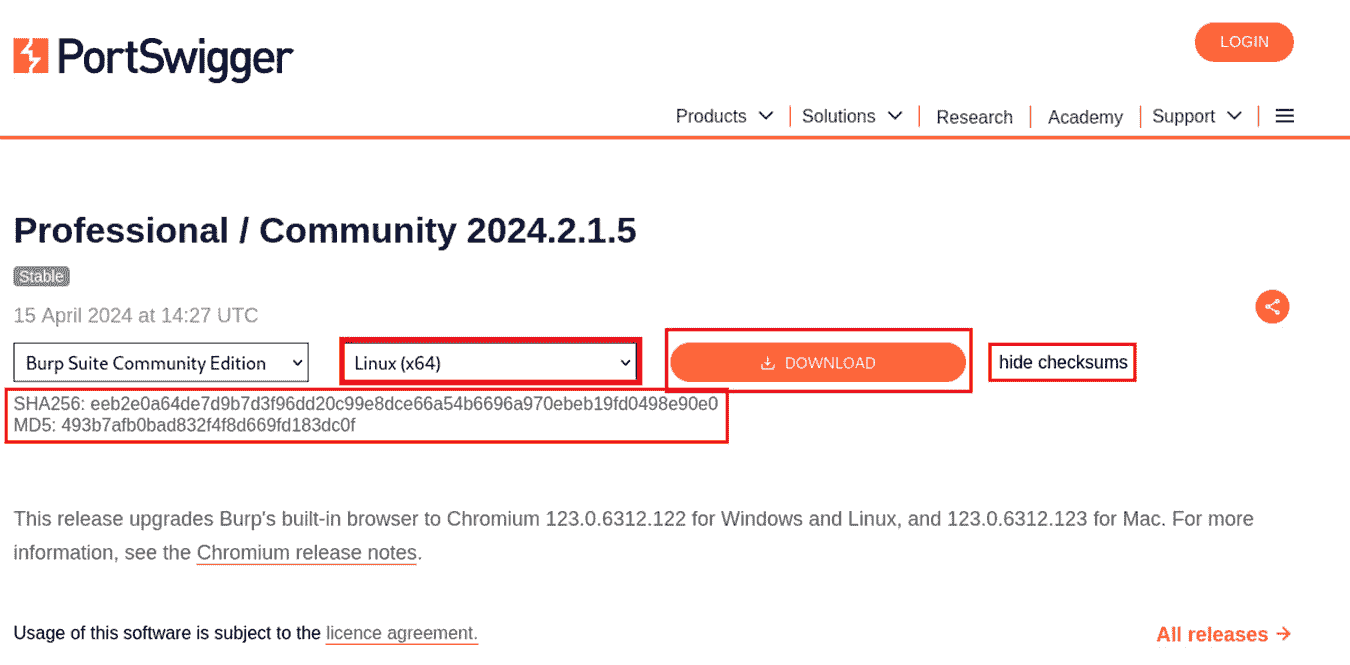 PortSwigger
LOGIN
Products
Solutions
Research
Academy
Support
Professional / Community 2024.2.1.5
Stable
15 April 2024 at 14:27 UTC
Burp Suite Community Edition
Linux (x64)
DOWNLOAD
hide checksums
SHA256: eeb2e0a64de7d9b7d3f96dd20c99e8dce66a54b6696a970ebeb19fd0498e90e0
MD5: 493b7afb0bad832f4f8d669fd183dc0f
This release upgrades Burp's built-in browser to Chromium 123.0.6312.122 for Windows and Linux, and 123.0.6312.123 for Mac. For more
information, see the Chromium release notes.
Usage of this software is subject to the licence agreement.
All releases